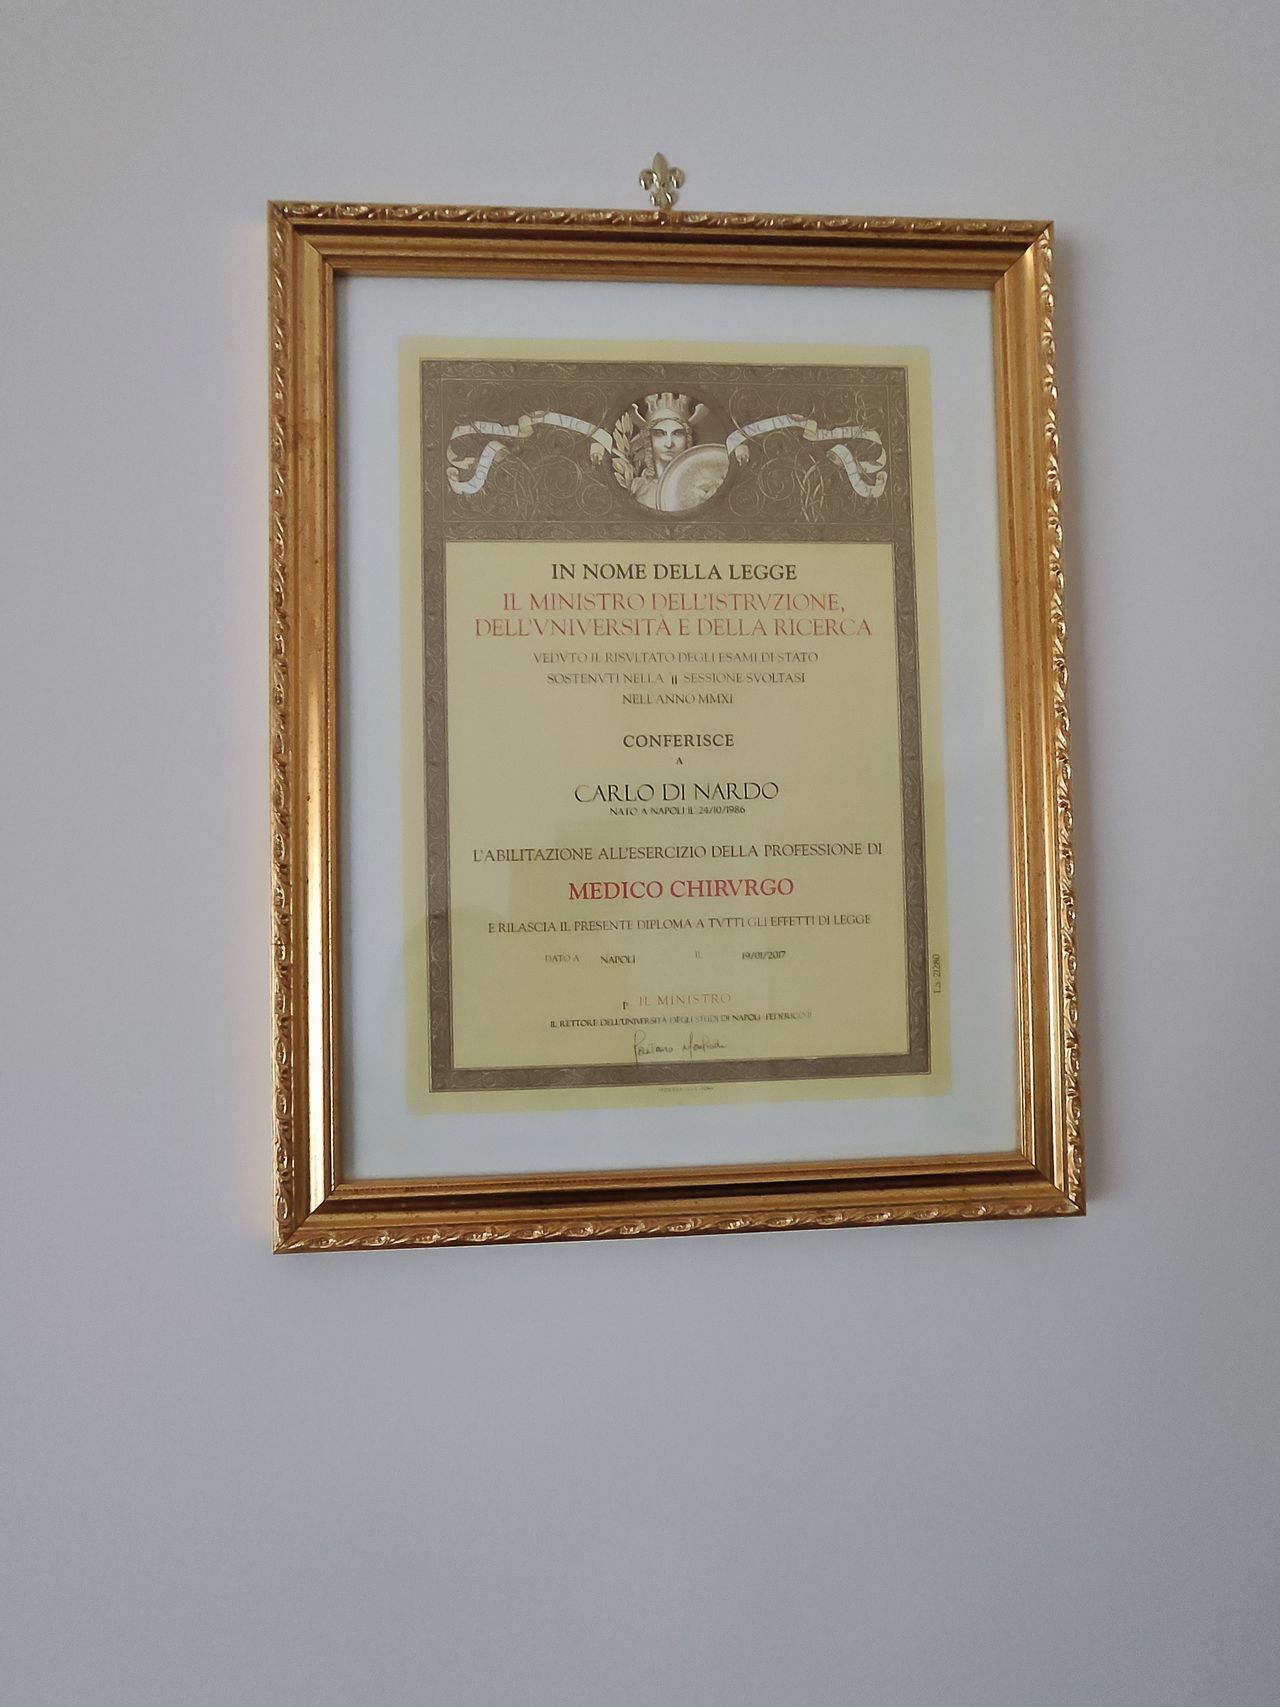 IN NOME DELLA LEGGE
IL MINISTRO DELL'ISTRVZIONE,
DELL'VNIVERSITÀ E DELLA RICERCA
VEDVTO IL RISVLTATO DEGLI ESAMI DI STATO
SOSTENVTI NELLA II SESSIONE SVOLTASI
NELL'ANNO MMXI
CONFERISCE
A
CARLO DI NARDO
NATO A NAPOLI IL 24/10/1986
L'ABILITAZIONE ALL'ESERCIZIO DELLA PROFESSIONE DI
MEDICO CHIRVRGO
E RILASCIA IL PRESENTE DIPLOMA A TVTTI GLI EFFETTI DI LEGGE
DATO A NAPOLI IL 19/01/2017
P. IL MINISTRO
IL RETTORE DELL'UNIVERSITÀ DEGLI STUDI DI NAPOLI FEDERICO II